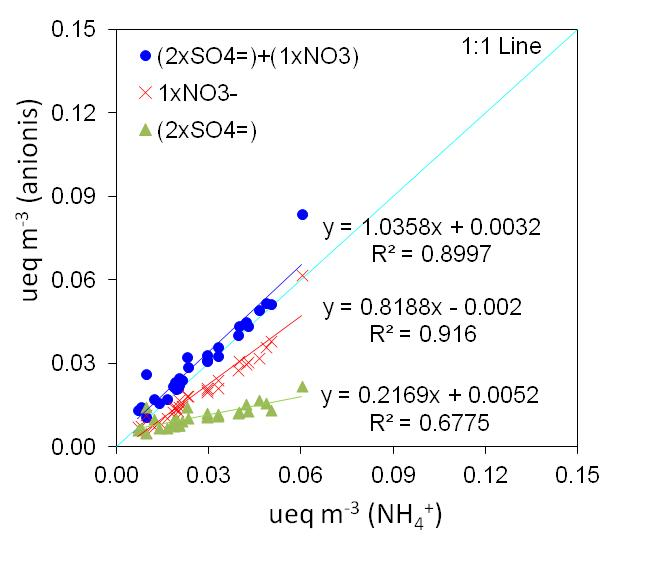 0.15
0.12
0.09
0.06
0.03
0.00
ueq m⁻³ (anionis)
1:1 Line
(2xSO4=)+(1xNO3)
1xNO3-
(2xSO4=)
y = 1.0358x + 0.0032
R² = 0.8997
y = 0.8188x - 0.002
R² = 0.916
y = 0.2169x + 0.0052
R² = 0.6775
0.00 0.03 0.06 0.09 0.12 0.15
ueq m⁻³ (NH₄⁺)